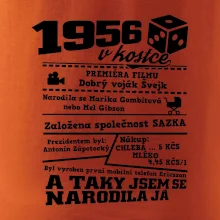 1956
v kostce
PREMIÉRA FILMU
Dobrý voják Švejk
Narodila se Marika Gombitová
nebo Mel Gibson
Založena společnost SAZKA
Prezidentem byl:
Antonín Zápotocký
Nákup:
CHLEBA ... 5 KČS
MLÉKO
4,45 KČS/l
Byl vyroben první mobilní telefon Ericsson
A TAKY JSEM SE
NARODILA JÁ